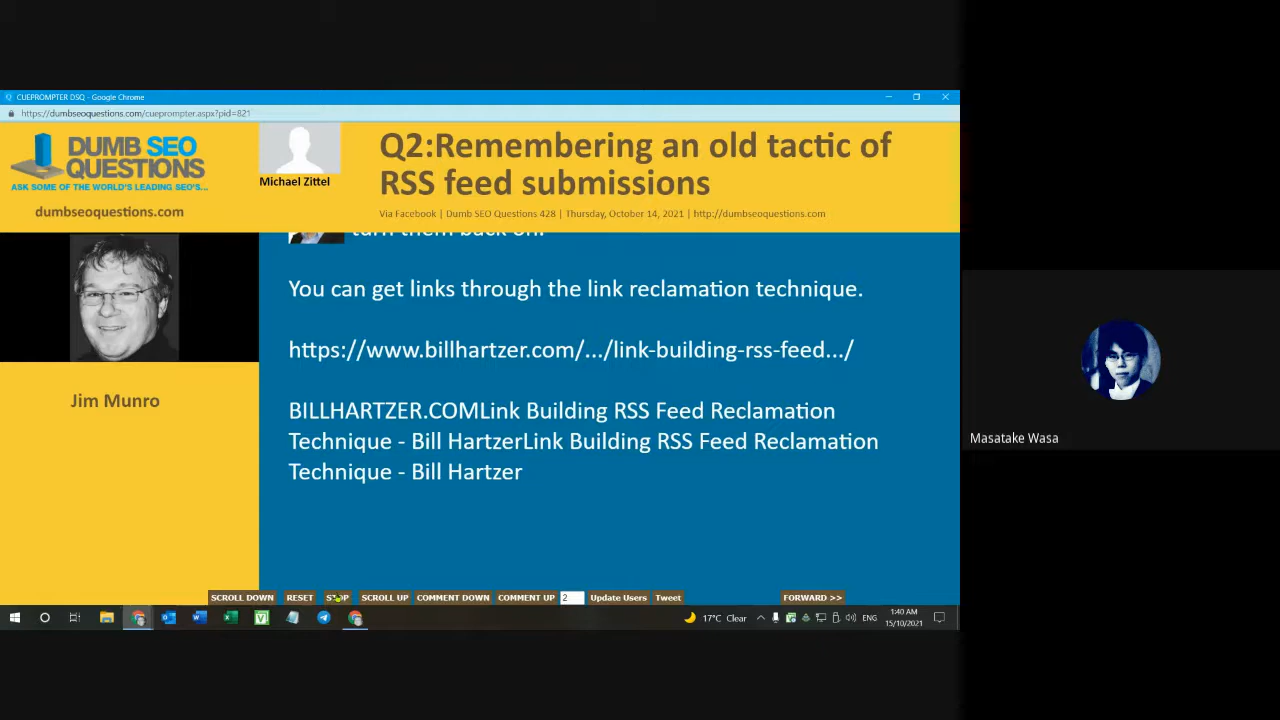 CUEPROMPTER DSQ - Google Chrome
https://dumbseoquestions.com/cueprompter.aspx?pid=821
DUMB SEO
QUESTIONS
ASK SOME OF THE WORLD'S LEADING SEO'S...
dumbseoquestions.com
Michael Zittel
Q2:Remembering an old tactic of
RSS feed submissions
Via Facebook | Dumb SEO Questions 428 | Thursday, October 14, 2021 | http://dumbseoquestions.com
turn them back on.
You can get links through the link reclamation technique.
https://www.billhartzer.com/.../link-building-rss-feed.../
BILLHARTZER.COMLink Building RSS Feed Reclamation
Technique - Bill HartzerLink Building RSS Feed Reclamation
Technique - Bill Hartzer
Jim Munro
Masatake Wasa
SCROLL DOWN RESET STOP SCROLL UP COMMENT DOWN COMMENT UP 2 Update Users Tweet FORWARD >>
17°C Clear ENG 1:40 AM
15/10/2021